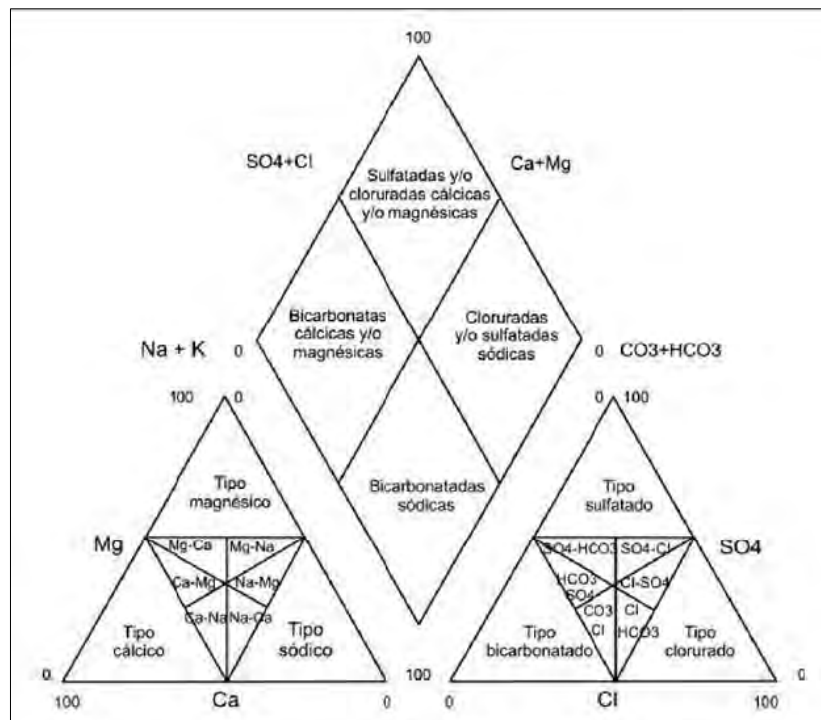 100
SO4+Cl
Ca+Mg
Sulfatadas y/o
cloruradas cálcicas
y/o magnésicas
Bicarbonatas
cálcicas y/o
magnésicas
Cloruradas
y/o sulfatadas
sódicas
Na + K
0
0
CO3+HCO3
100
0
0
100
Bicarbonatadas
sódicas
Tipo
magnésico
Tipo
sulfatado
Mg
Mg-Ca
Mg-Na
SO4-HCO3
SO4-Cl
SO4
Ca-Mg
Na-Mg
HCO3
SO4-
Cl-SO4
Ca-Na
Na-Ca
CO3
Cl
Cl
HCO3
Tipo
cálcico
Tipo
sódico
Tipo
bicarbonatado
Tipo
clorurado
0
100
0
100
Ca
0
0
Cl
100